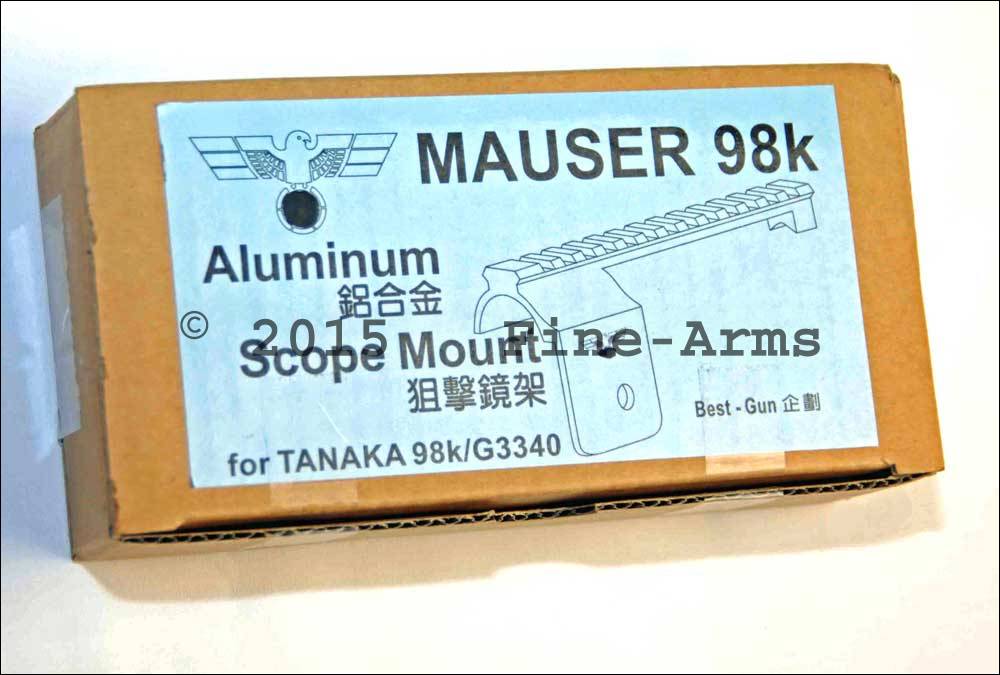 MAUSER 98k
Aluminum
鋁合金
© 2015 Fine-Arms
Scope Mount
狙擊鏡架
Best - Gun 企劃
for TANAKA 98k/G3340